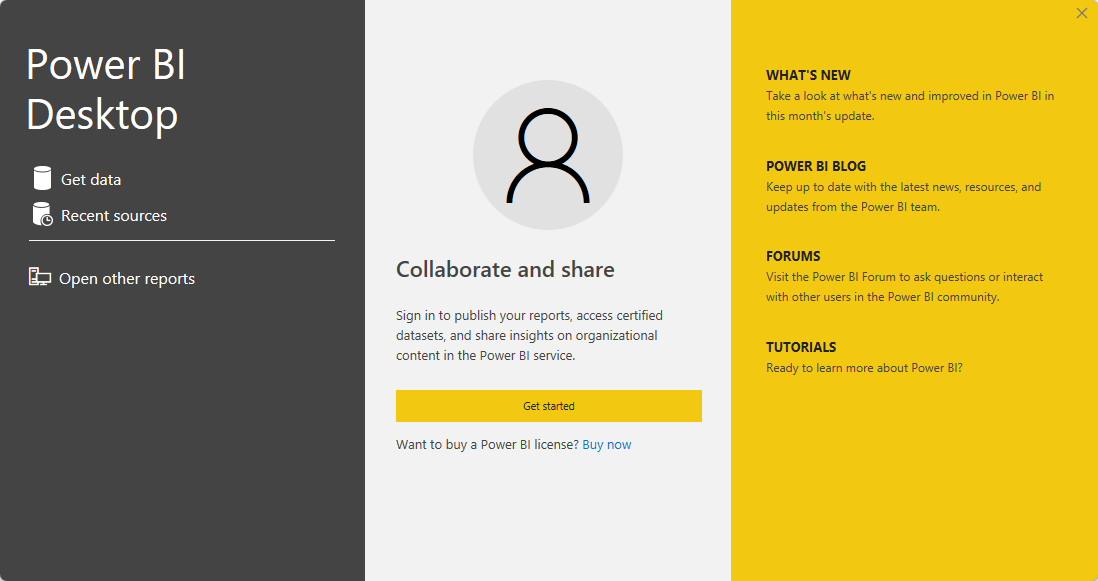 Power BI
Desktop
Get data
Recent sources
Open other reports
Collaborate and share
Sign in to publish your reports, access certified
datasets, and share insights on organizational
content in the Power BI service.
Get started
Want to buy a Power BI license? Buy now
WHAT'S NEW
Take a look at what's new and improved in Power BI in
this month's update.
POWER BI BLOG
Keep up to date with the latest news, resources, and
updates from the Power BI team.
FORUMS
Visit the Power BI Forum to ask questions or interact
with other users in the Power BI community.
TUTORIALS
Ready to learn more about Power BI?